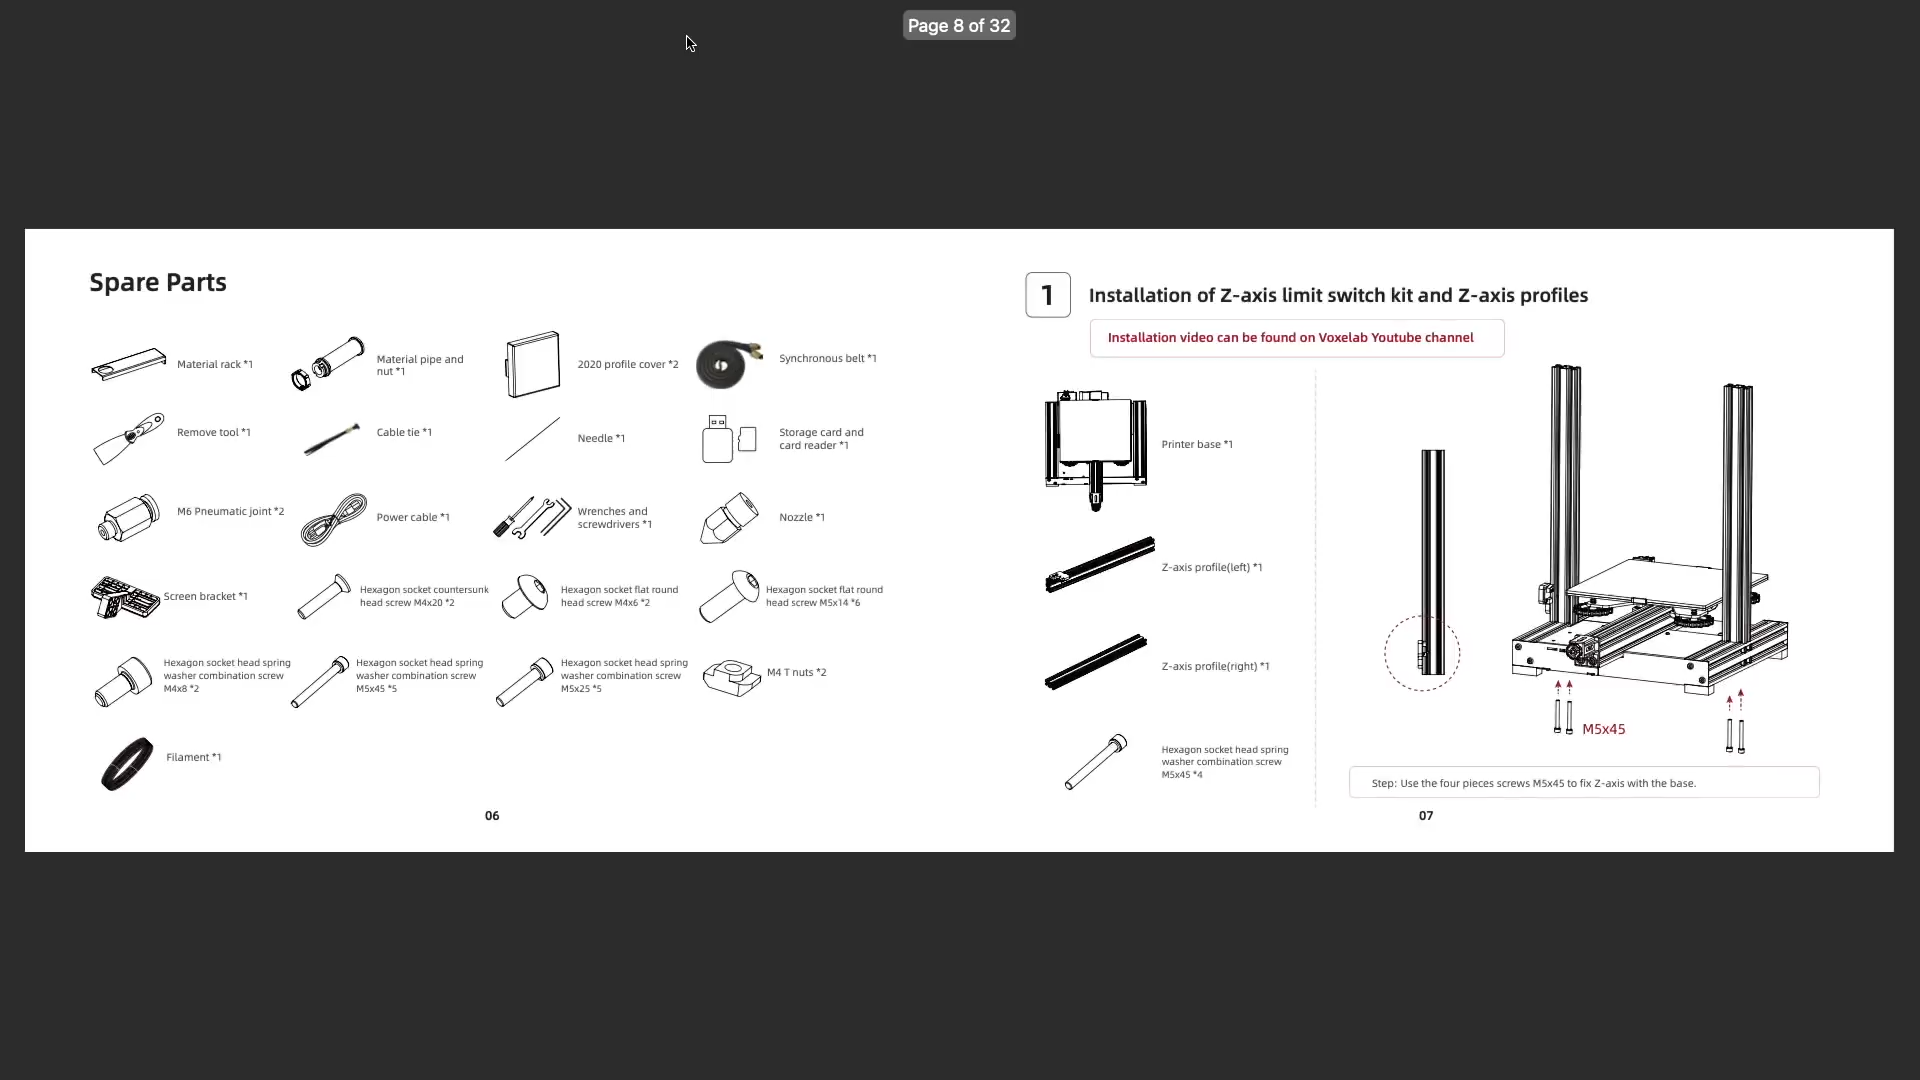 Page 8 of 32
Spare Parts
Material rack *1
Material pipe and
nut *1
2020 profile cover *2
Synchronous belt *1
Remove tool *1
Cable tie *1
Needle *1
Storage card and
card reader *1
M6 Pneumatic joint *2
Power cable *1
Wrenches and
screwdrivers *1
Nozzle *1
Screen bracket *1
Hexagon socket countersunk
head screw M4x20 *2
Hexagon socket flat round
head screw M4x6 *2
Hexagon socket flat round
head screw M5x14 *6
Hexagon socket head spring
washer combination screw
M4x8 *2
Hexagon socket head spring
washer combination screw
M5x45 *5
Hexagon socket head spring
washer combination screw
M5x25 *5
M4 T nuts *2
Filament *1
06
1
Installation of Z-axis limit switch kit and Z-axis profiles
Installation video can be found on Voxelab Youtube channel
Printer base *1
Z-axis profile(left) *1
Z-axis profile(right) *1
Hexagon socket head spring
washer combination screw
M5x45 *4
M5x45
Step: Use the four pieces screws M5x45 to fix Z-axis with the base.
07